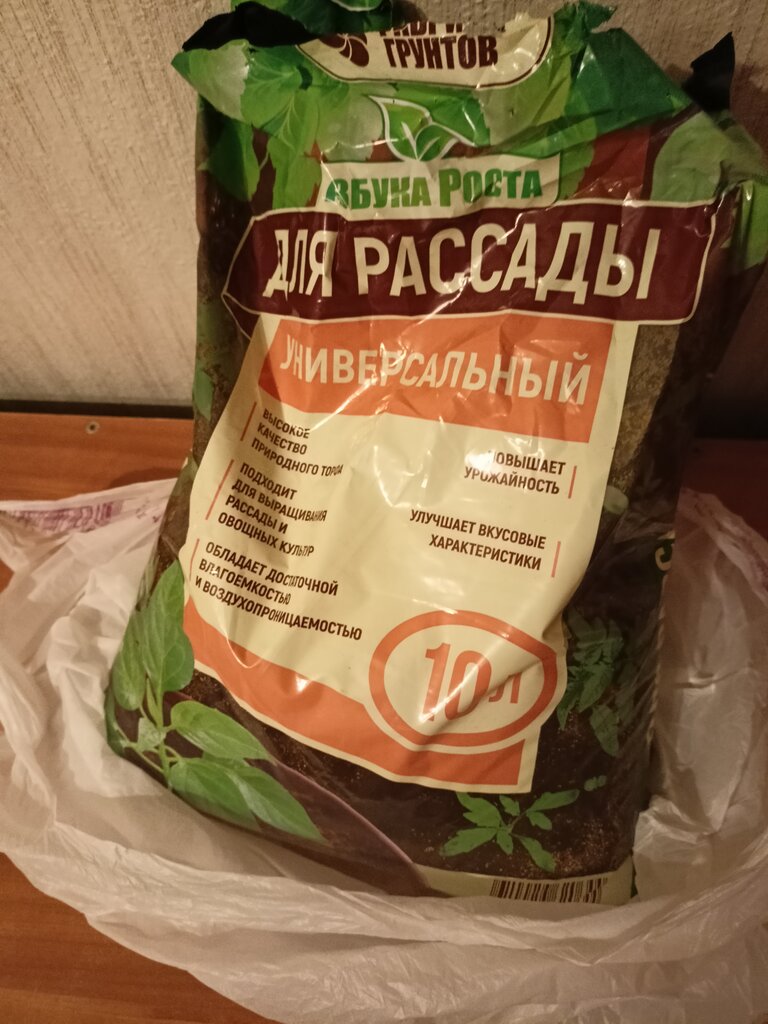 ГРУНТОВ
АЗБУКА РОСТА
ДЛЯ РАССАДЫ
УНИВЕРСАЛЬНЫЙ
ВЫСОКОЕ
КАЧЕСТВО
ПРИРОДНОГО ТОРФА
ПОДХОДИТ
ДЛЯ ВЫРАЩИВАНИЯ
РАССАДЫ И
ОВОЩНЫХ КУЛЬТУР
ОБЛАДАЕТ ДОСТАТОЧНОЙ
ВЛАГОЕМКОСТЬЮ
И ВОЗДУХОПРОНИЦАЕМОСТЬЮ
ПОВЫШАЕТ
УРОЖАЙНОСТЬ
УЛУЧШАЕТ ВКУСОВЫЕ
ХАРАКТЕРИСТИКИ
10 Л